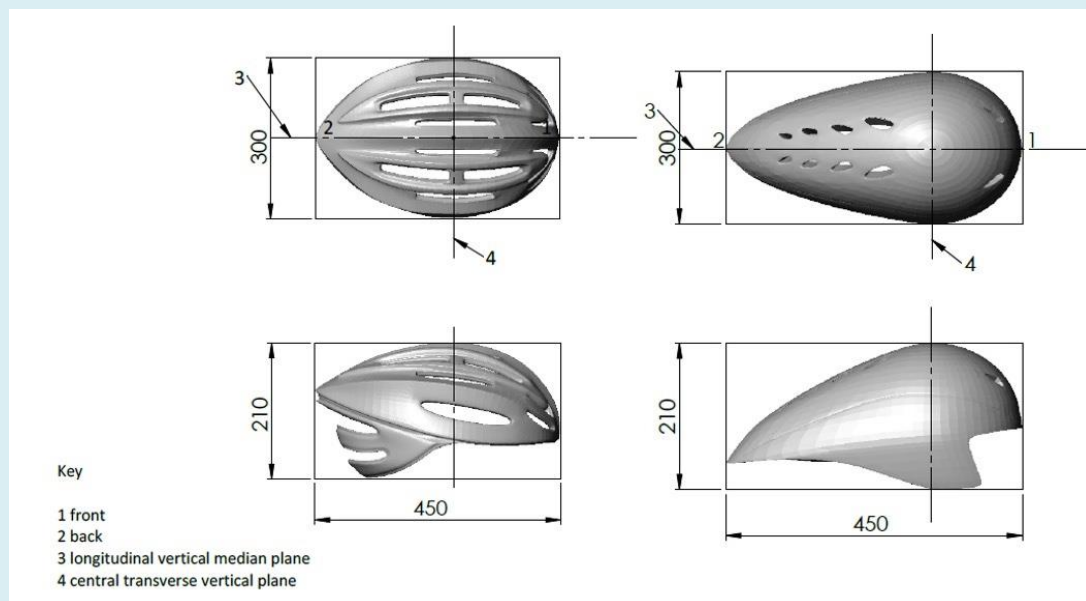 3
300
2
1
4
3
300
2
1
4
210
450
210
450
Key
1 front
2 back
3 longitudinal vertical median plane
4 central transverse vertical plane